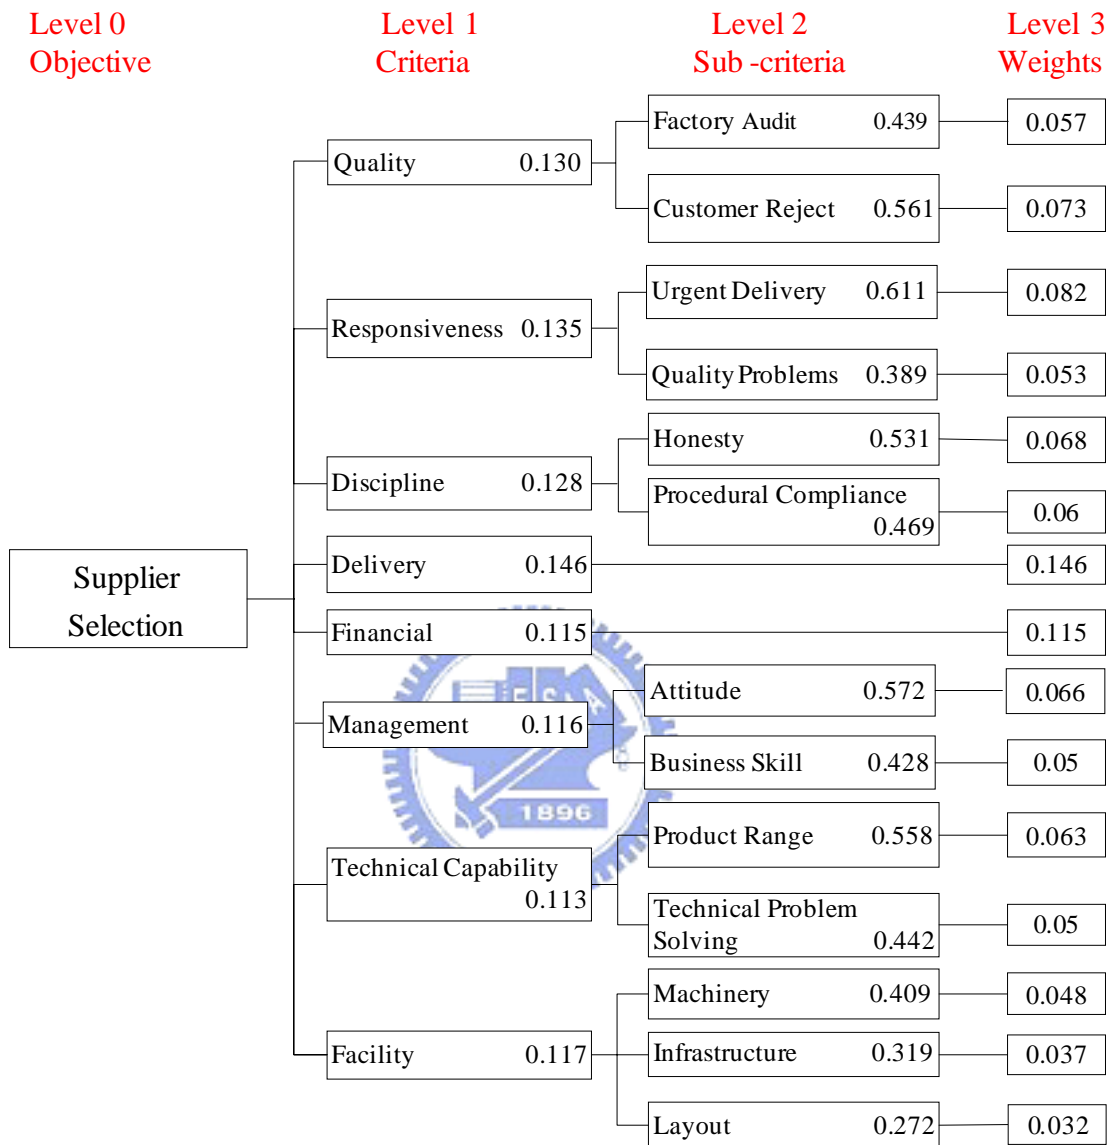 Level 0 Level 1 Level 2 Level 3
Objective Criteria Sub -criteria Weights
Factory Audit 0.439 0.057
Quality 0.130
Customer Reject 0.561 0.073
Urgent Delivery 0.611 0.082
Responsiveness 0.135
Quality Problems 0.389 0.053
Honesty 0.531 0.068
Discipline 0.128
Procedural Compliance
0.469 0.06
Supplier
Selection
Delivery 0.146 0.146
Financial 0.115 0.115
Attitude 0.572 0.066
Management 0.116
Business Skill 0.428 0.05
1896
Product Range 0.558 0.063
Technical Capability
0.113
Technical Problem
Solving 0.442 0.05
Machinery 0.409 0.048
Facility 0.117
Infrastructure 0.319 0.037
Layout 0.272 0.032